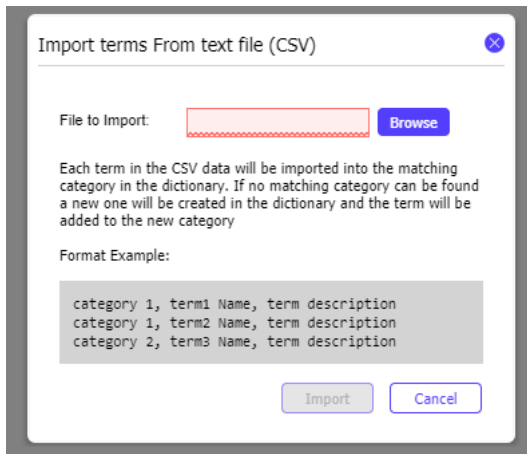 Import terms From text file (CSV)
File to Import:
Browse
Each term in the CSV data will be imported into the matching
category in the dictionary. If no matching category can be found
a new one will be created in the dictionary and the term will be
added to the new category
Format Example:
category 1, term1 Name, term description
category 1, term2 Name, term description
category 2, term3 Name, term description
Import
Cancel